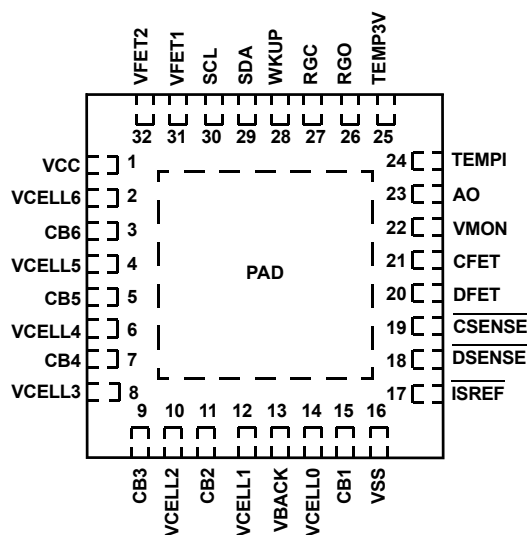 VFET2
VFET1
SCL
SDA
WKUP
RGC
RGO
TEMP3V
32 31 30 29 28 27 26 25
VCC 1
VCELL6 2
CB6 3
VCELL5 4
CB5 5
VCELL4 6
CB4 7
VCELL3 8
PAD
24 TEMPI
23 AO
22 VMON
21 CFET
20 DFET
19 CSENSE
18 DSENSE
17 ISREF
9 10 11 12 13 14 15 16
CB3
VCELL2
CB2
VCELL1
VBACK
VCELL0
CB1
VSS